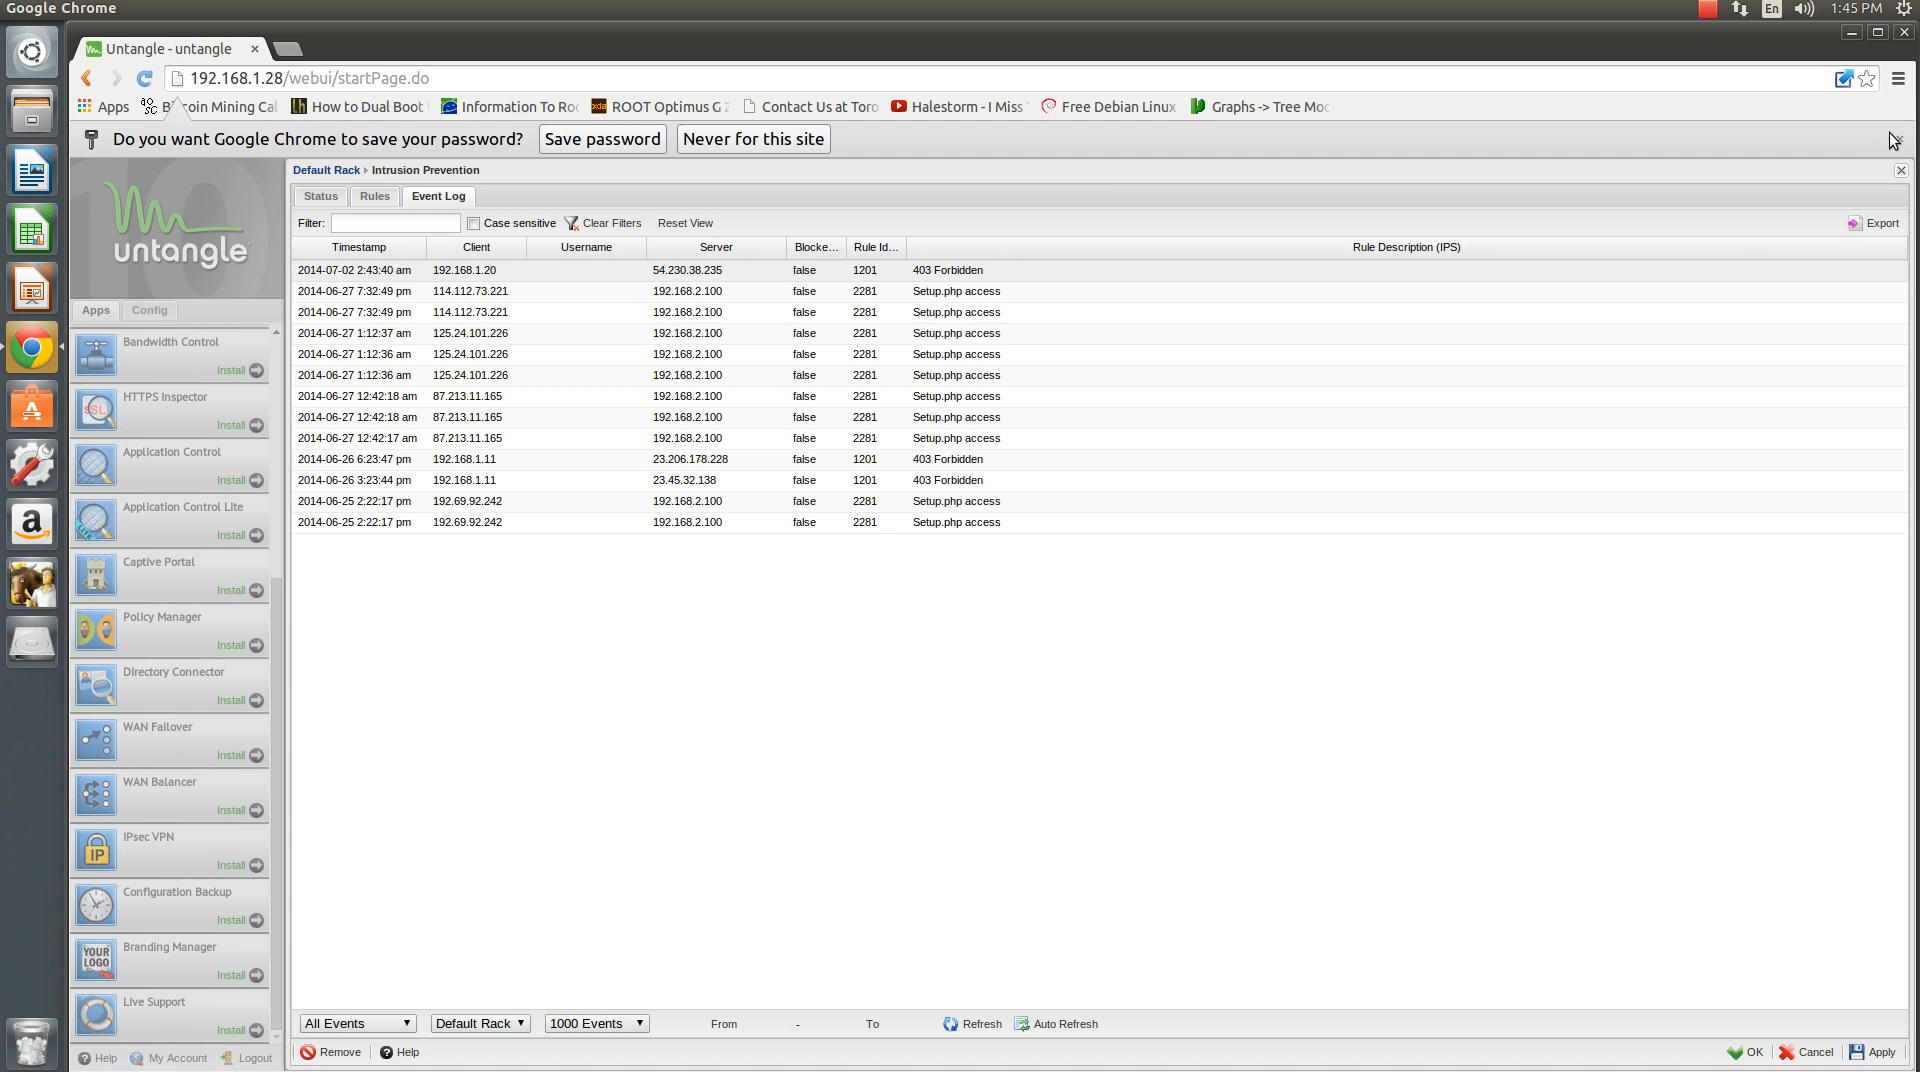 Google Chrome
En
1:45 PM
Untangle - untangle
192.168.1.28/webui/startPage.do
Apps
coin Mining Cal
How to Dual Boot
Information To Ro
ROOT Optimus G 2
Contact Us at Toro
Halestorm - I Miss
Free Debian Linux
Graphs -> Tree Mo
Do you want Google Chrome to save your password?
Save password
Never for this site
10
untangle
Default Rack
Intrusion Prevention
Status
Rules
Event Log
Filter:
Case sensitive
Clear Filters
Reset View
Export
Timestamp
Client
Username
Server
Blocke...
Rule Id...
Rule Description (IPS)
2014-07-02 2:43:40 am 192.168.1.20 54.230.38.235 false 1201 403 Forbidden
2014-06-27 7:32:49 pm 114.112.73.221 192.168.2.100 false 2281 Setup.php access
2014-06-27 7:32:49 pm 114.112.73.221 192.168.2.100 false 2281 Setup.php access
2014-06-27 1:12:37 am 125.24.101.226 192.168.2.100 false 2281 Setup.php access
2014-06-27 1:12:36 am 125.24.101.226 192.168.2.100 false 2281 Setup.php access
2014-06-27 1:12:36 am 125.24.101.226 192.168.2.100 false 2281 Setup.php access
2014-06-27 12:42:18 am 87.213.11.165 192.168.2.100 false 2281 Setup.php access
2014-06-27 12:42:18 am 87.213.11.165 192.168.2.100 false 2281 Setup.php access
2014-06-27 12:42:17 am 87.213.11.165 192.168.2.100 false 2281 Setup.php access
2014-06-26 6:23:47 pm 192.168.1.11 23.206.178.228 false 1201 403 Forbidden
2014-06-26 3:23:44 pm 192.168.1.11 23.45.32.138 false 1201 403 Forbidden
2014-06-25 2:22:17 pm 192.69.92.242 192.168.2.100 false 2281 Setup.php access
2014-06-25 2:22:17 pm 192.69.92.242 192.168.2.100 false 2281 Setup.php access
Apps
Config
Bandwidth Control
Install
SSL
HTTPS Inspector
Install
Application Control
Install
LITE
Application Control Lite
Install
Captive Portal
Install
Policy Manager
Install
Directory Connector
Install
WAN Failover
Install
WAN Balancer
Install
IP
IPsec VPN
Install
Configuration Backup
Install
YOUR
LOGO
Branding Manager
Install
Live Support
Install
Help
My Account
Logout
All Events
Default Rack
1000 Events
From
-
To
Refresh
Auto Refresh
Remove
Help
OK
Cancel
Apply